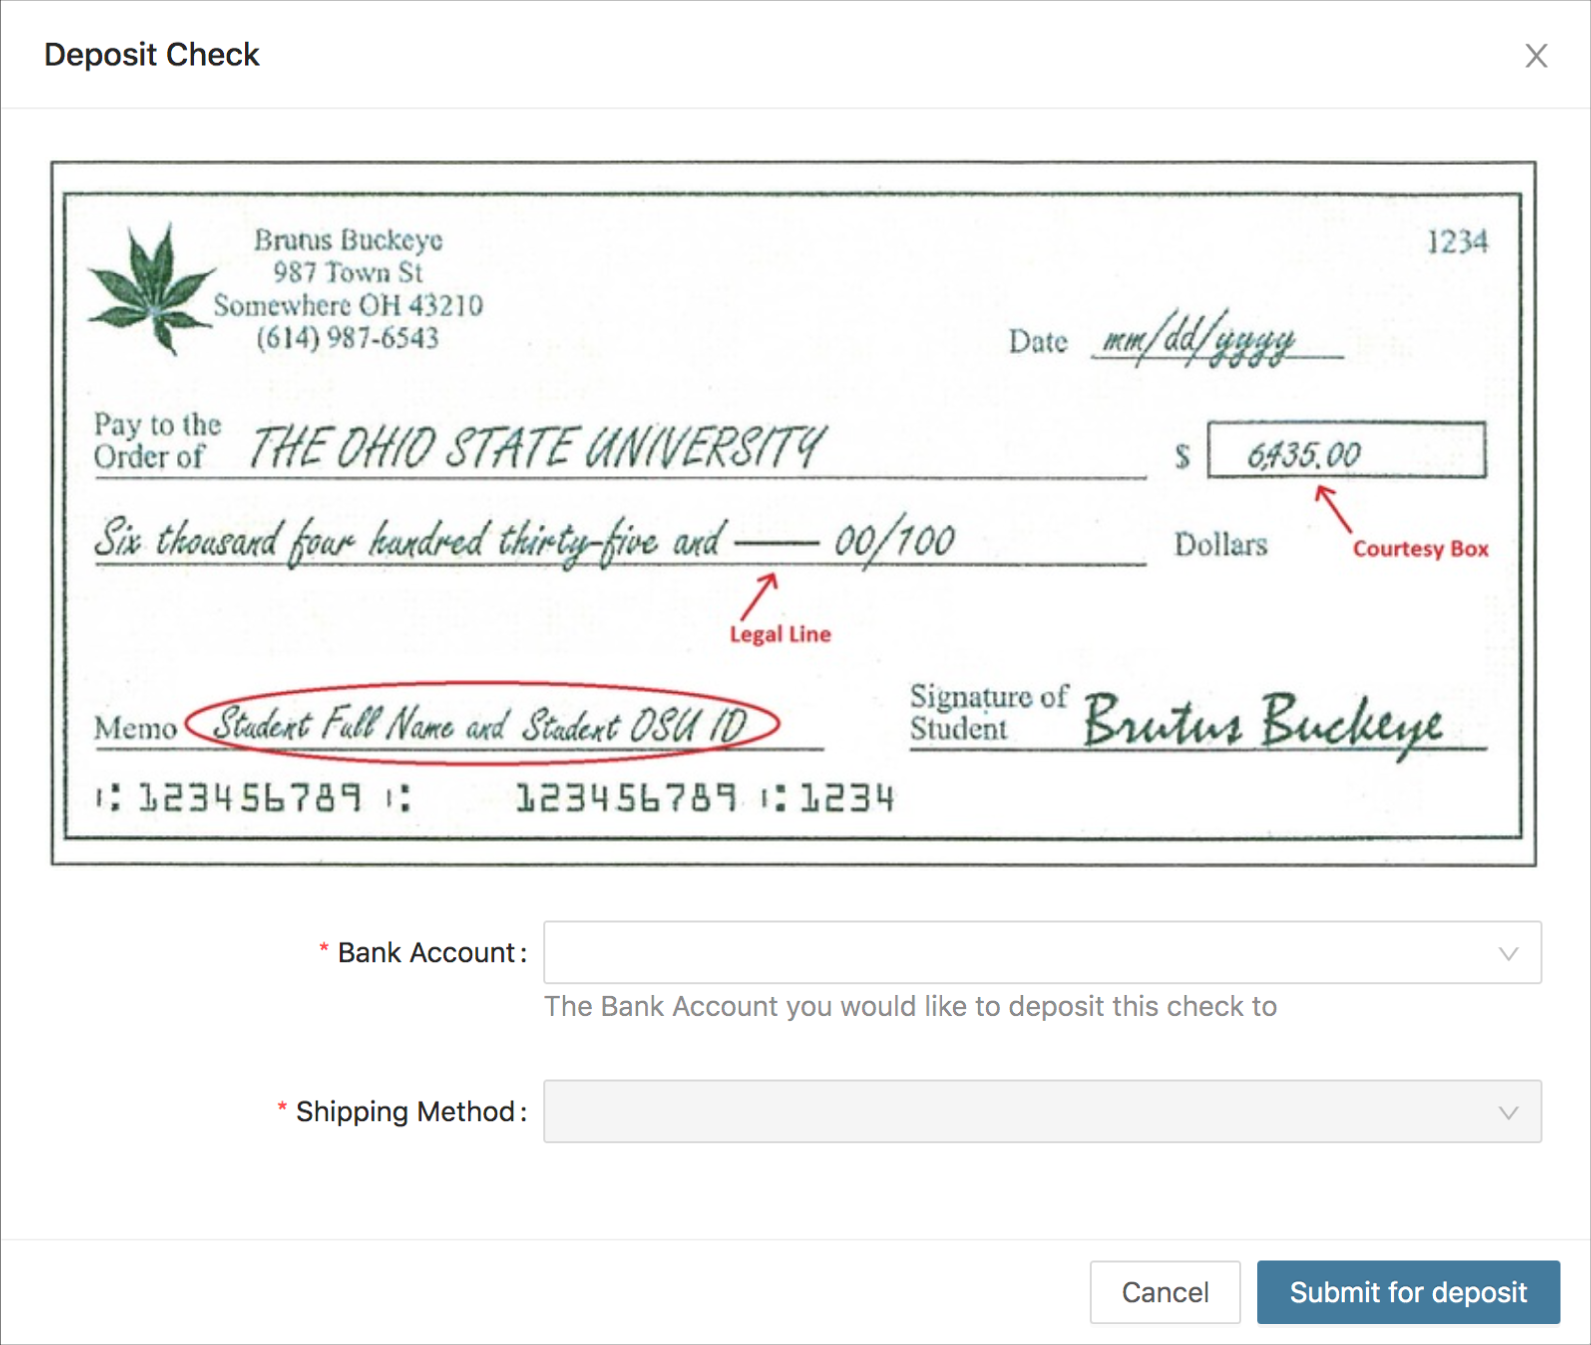 Deposit Check
Brutus Buckeye
987 Town St
Somewhere OH 43210
(614) 987-6543
1234
Date mm/dd/yyyy
Pay to the
Order of THE OHIO STATE UNIVERSITY
$ 6,435.00
Six thousand four hundred thirty-five and —— 00/100 Dollars
Courtesy Box
Legal Line
Memo Student Full Name and Student OSU ID
Signature of
Student Brutus Buckeye
⑆ 123456789 ⑆ 123456789 ⑆ 1234
* Bank Account:
The Bank Account you would like to deposit this check to
* Shipping Method:
Cancel
Submit for deposit